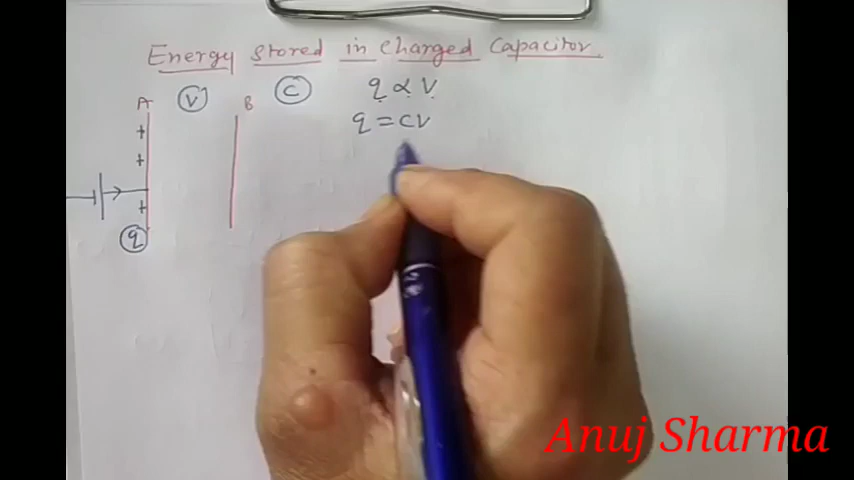 Energy stored in charged Capacitor
A V B C
q ∝ V
q = CV
+
+
+
q
Anuj Sharma